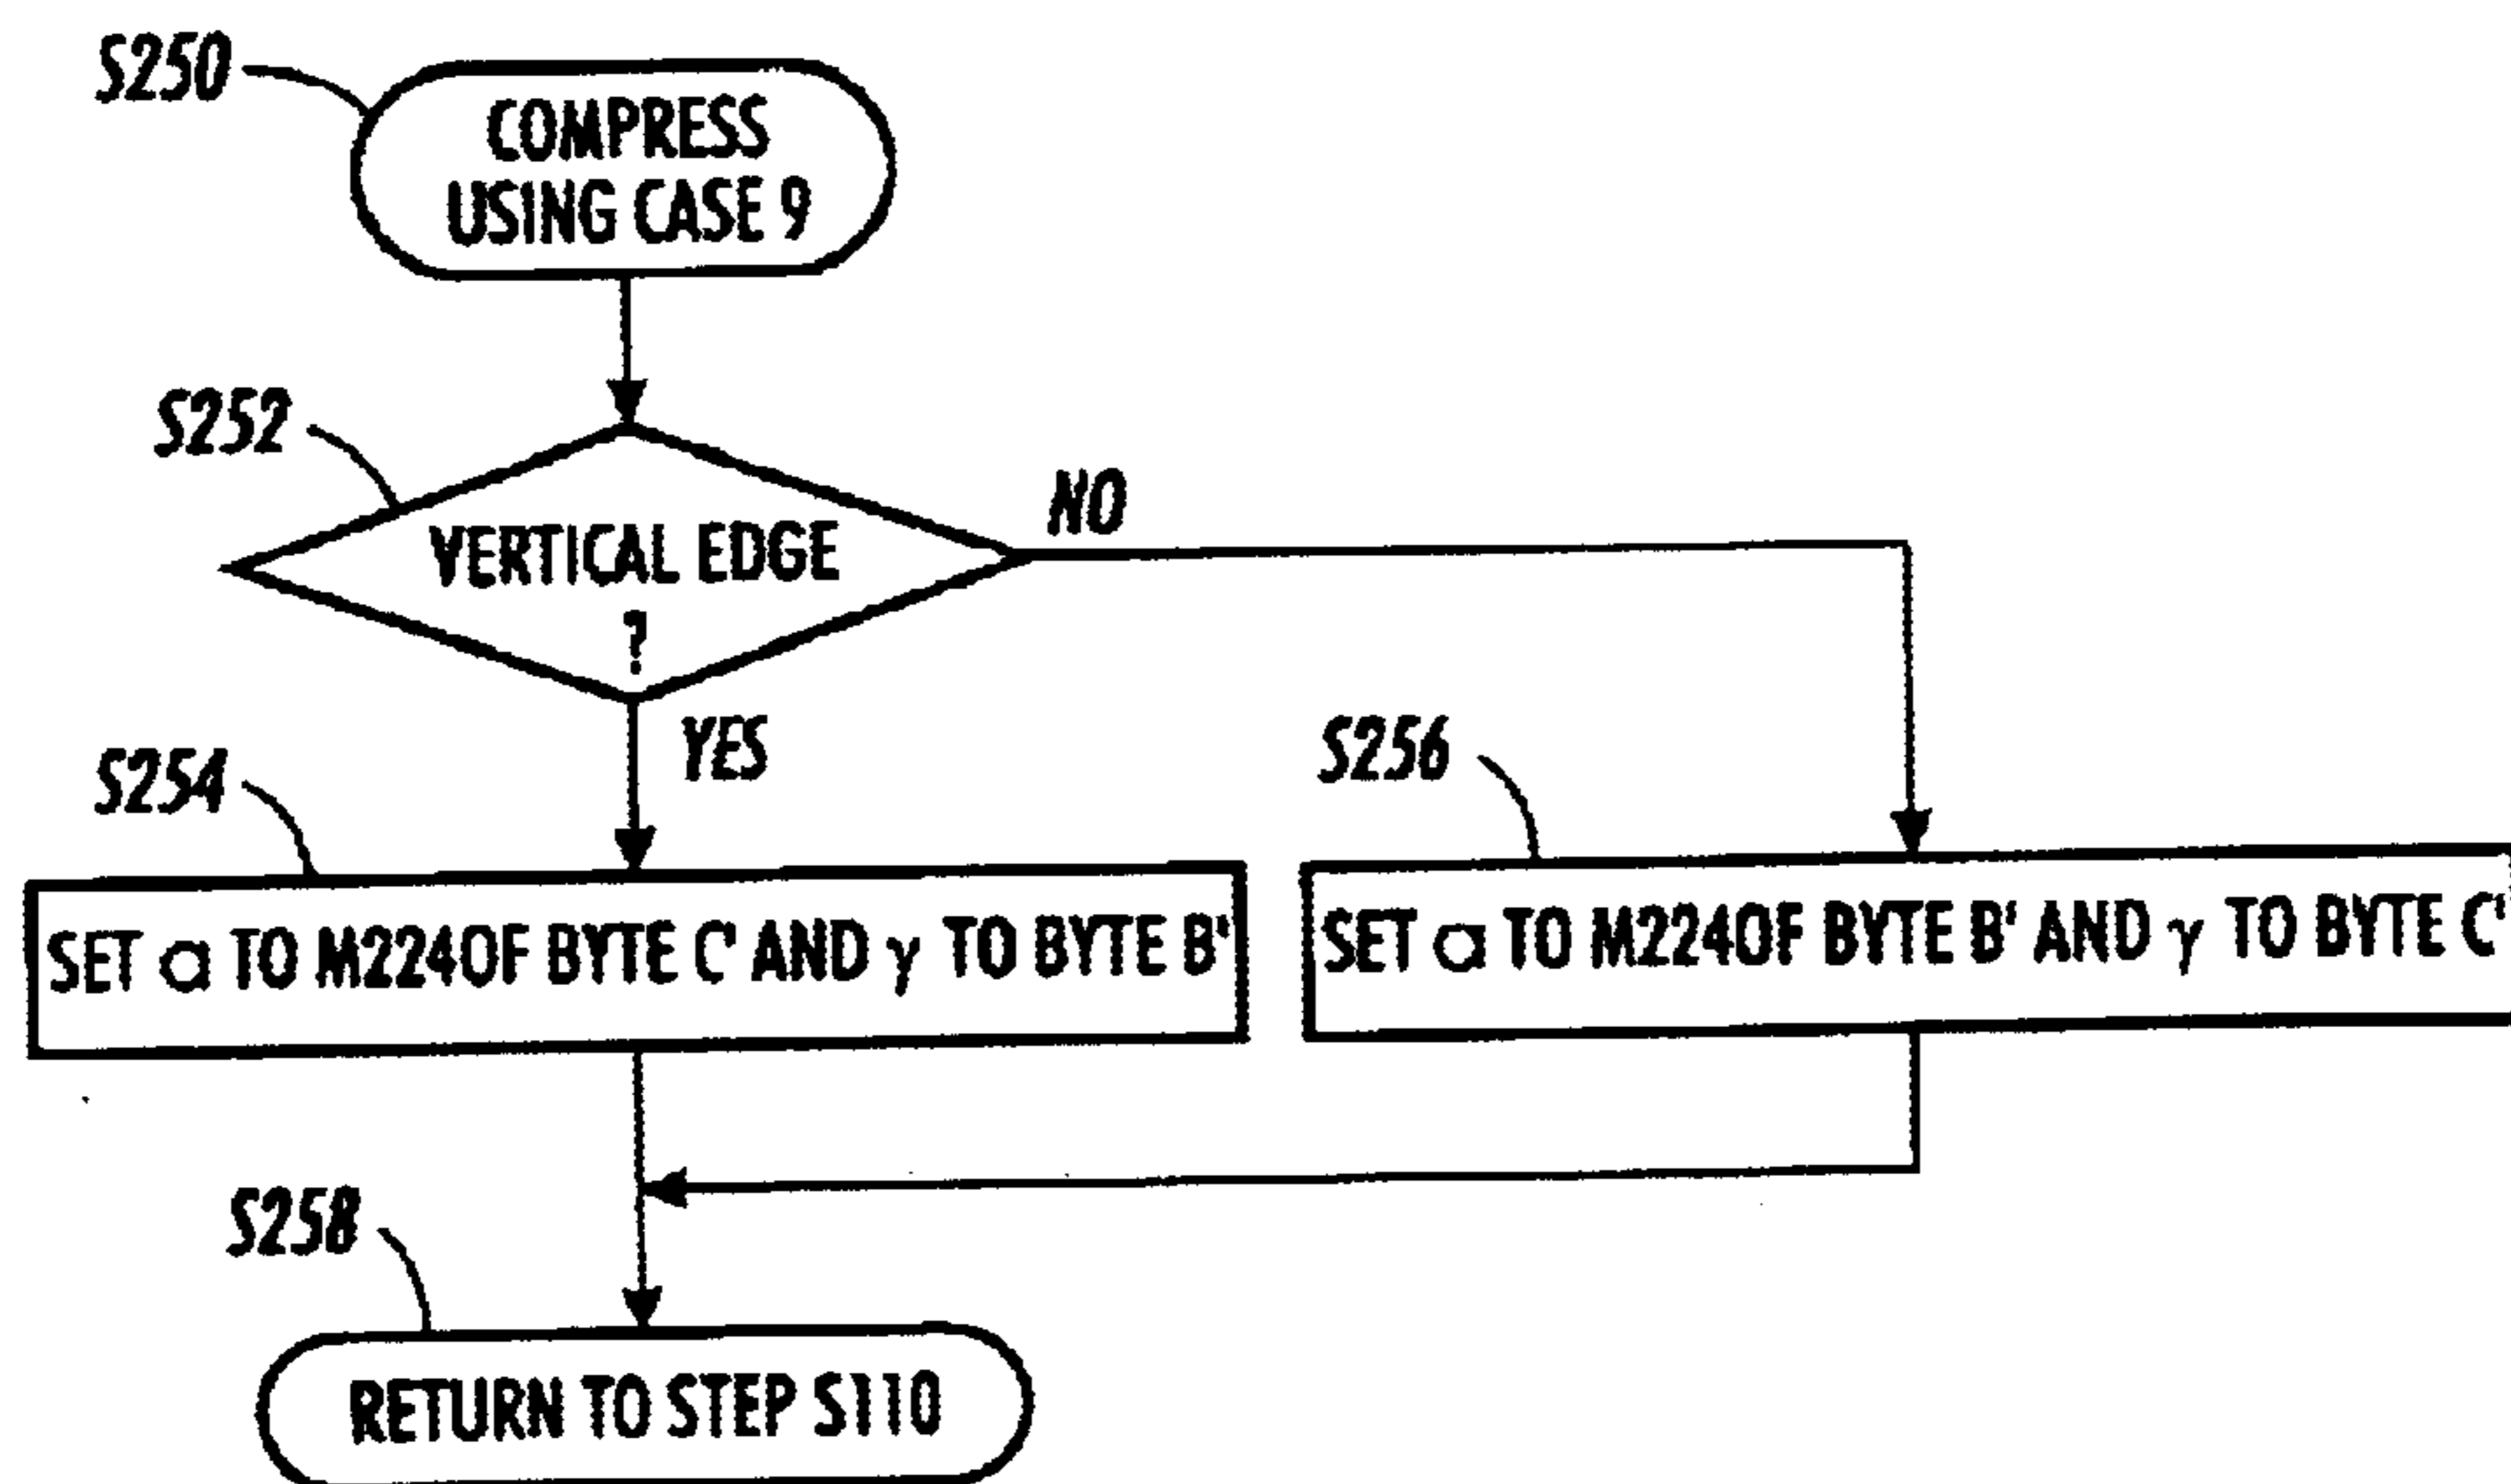 S250
COMPRESS
USING CASE 9
S252
VERTICAL EDGE
?
NO
YES
S254
SET α TO M224OF BYTE C AND γ TO BYTE B'
S256
SET α TO M224OF BYTE B' AND γ TO BYTE C'
S258
RETURN TO STEP S110